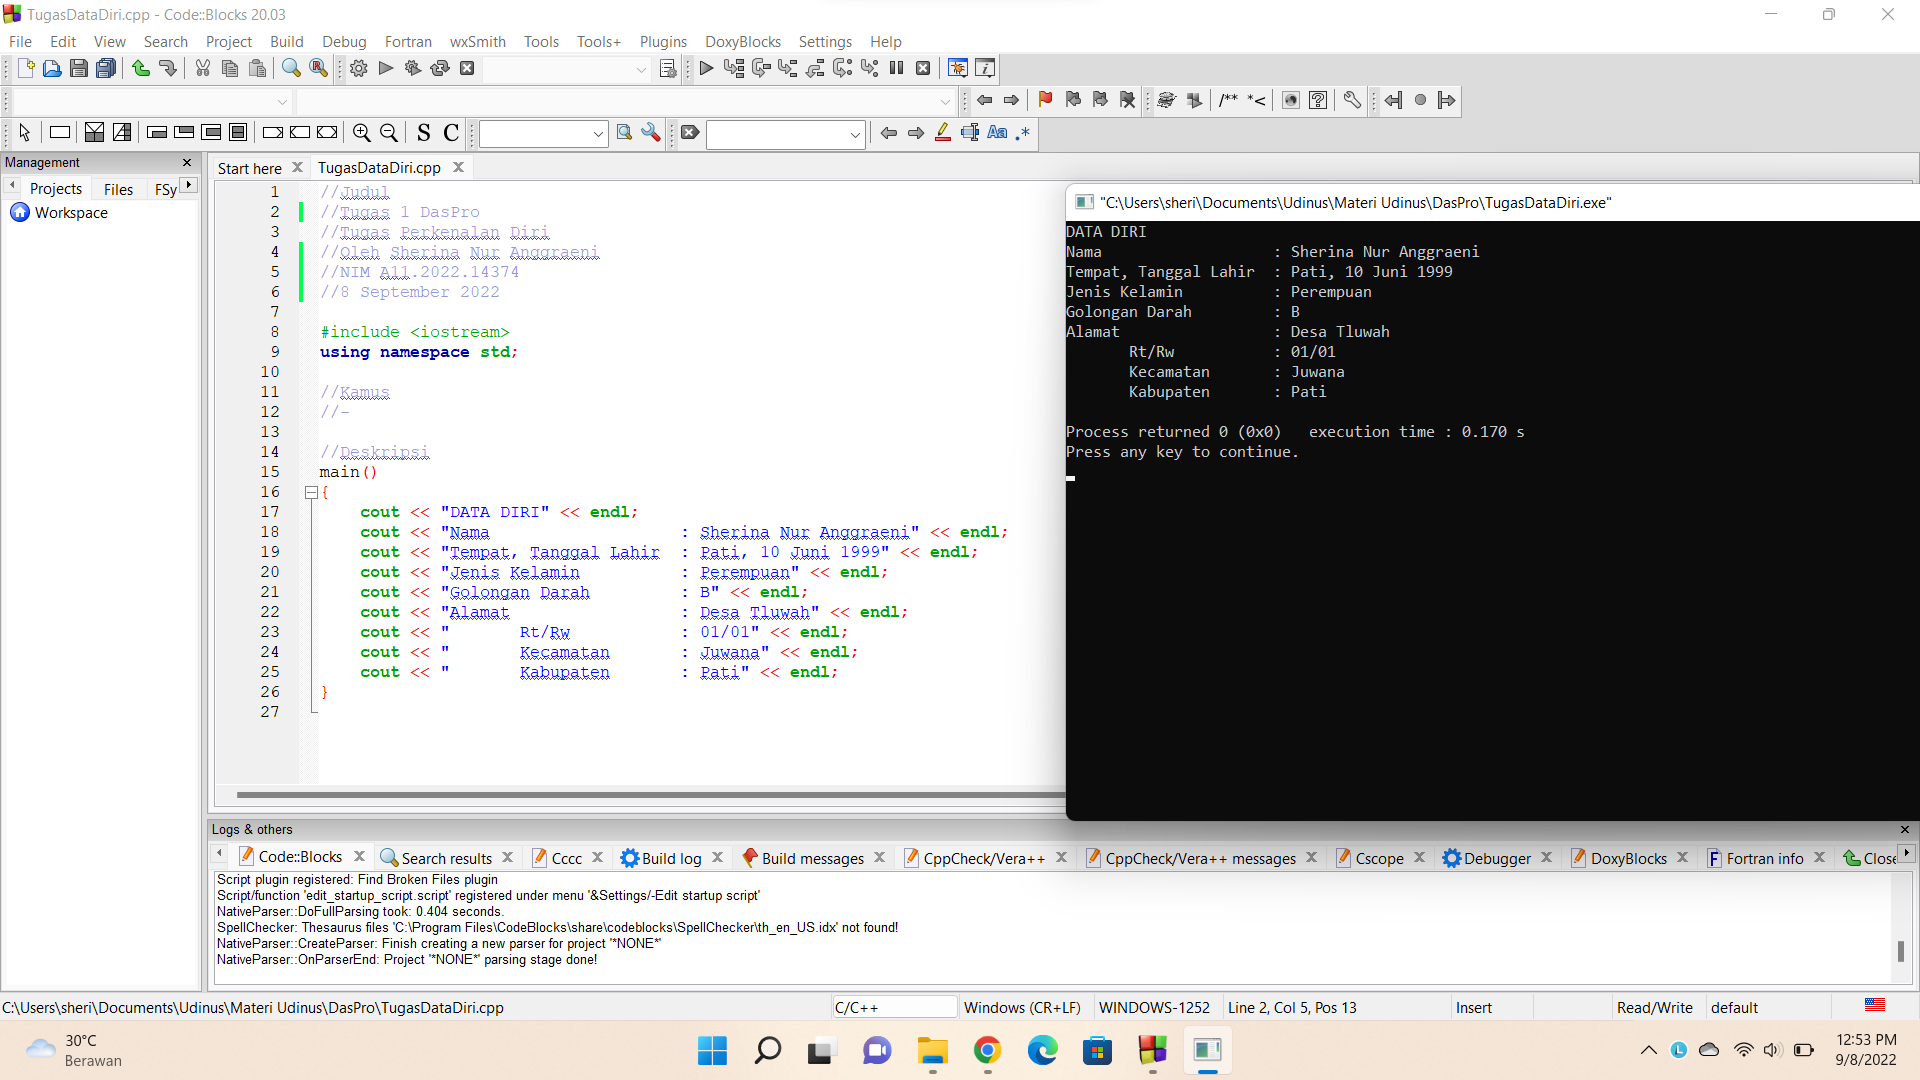 TugasDataDiri.cpp - Code::Blocks 20.03
File Edit View Search Project Build Debug Fortran wxSmith Tools Tools+ Plugins DoxyBlocks Settings Help
/** *<
S C
Aa .*
Management
Projects Files FSy
Workspace
Start here TugasDataDiri.cpp
1 //Judul
2 //Tugas 1 DasPro
3 //Tugas Perkenalan Diri
4 //Oleh Sherina Nur Anggraeni
5 //NIM A11.2022.14374
6 //8 September 2022
7
8 #include <iostream>
9 using namespace std;
10
11 //Kamus
12 //-
13
14 //Deskripsi
15 main()
16 {
17     cout << "DATA DIRI" << endl;
18     cout << "Nama                   : Sherina Nur Anggraeni" << endl;
19     cout << "Tempat, Tanggal Lahir  : Pati, 10 Juni 1999" << endl;
20     cout << "Jenis Kelamin          : Perempuan" << endl;
21     cout << "Golongan Darah         : B" << endl;
22     cout << "Alamat                 : Desa Tluwah" << endl;
23     cout << "       Rt/Rw           : 01/01" << endl;
24     cout << "       Kecamatan       : Juwana" << endl;
25     cout << "       Kabupaten       : Pati" << endl;
26 }
27
"C:\Users\sheri\Documents\Udinus\Materi Udinus\DasPro\TugasDataDiri.exe"
DATA DIRI
Nama                   : Sherina Nur Anggraeni
Tempat, Tanggal Lahir  : Pati, 10 Juni 1999
Jenis Kelamin          : Perempuan
Golongan Darah         : B
Alamat                 : Desa Tluwah
       Rt/Rw           : 01/01
       Kecamatan       : Juwana
       Kabupaten       : Pati
Process returned 0 (0x0)   execution time : 0.170 s
Press any key to continue.
Logs & others
Code::Blocks Search results Cccc Build log Build messages CppCheck/Vera++ CppCheck/Vera++ messages Cscope Debugger DoxyBlocks Fortran info Close
Script plugin registered: Find Broken Files plugin
Script/function 'edit_startup_script.script' registered under menu '&Settings/-Edit startup script'
NativeParser::DoFullParsing took: 0.404 seconds.
SpellChecker: Thesaurus files 'C:\Program Files\CodeBlocks\share\codeblocks\SpellChecker\th_en_US.idx' not found!
NativeParser::CreateParser: Finish creating a new parser for project '*NONE*'
NativeParser::OnParserEnd: Project '*NONE*' parsing stage done!
C:\Users\sheri\Documents\Udinus\Materi Udinus\DasPro\TugasDataDiri.cpp C/C++ Windows (CR+LF) WINDOWS-1252 Line 2, Col 5, Pos 13 Insert Read/Write default
30°C
Berawan
12:53 PM
9/8/2022